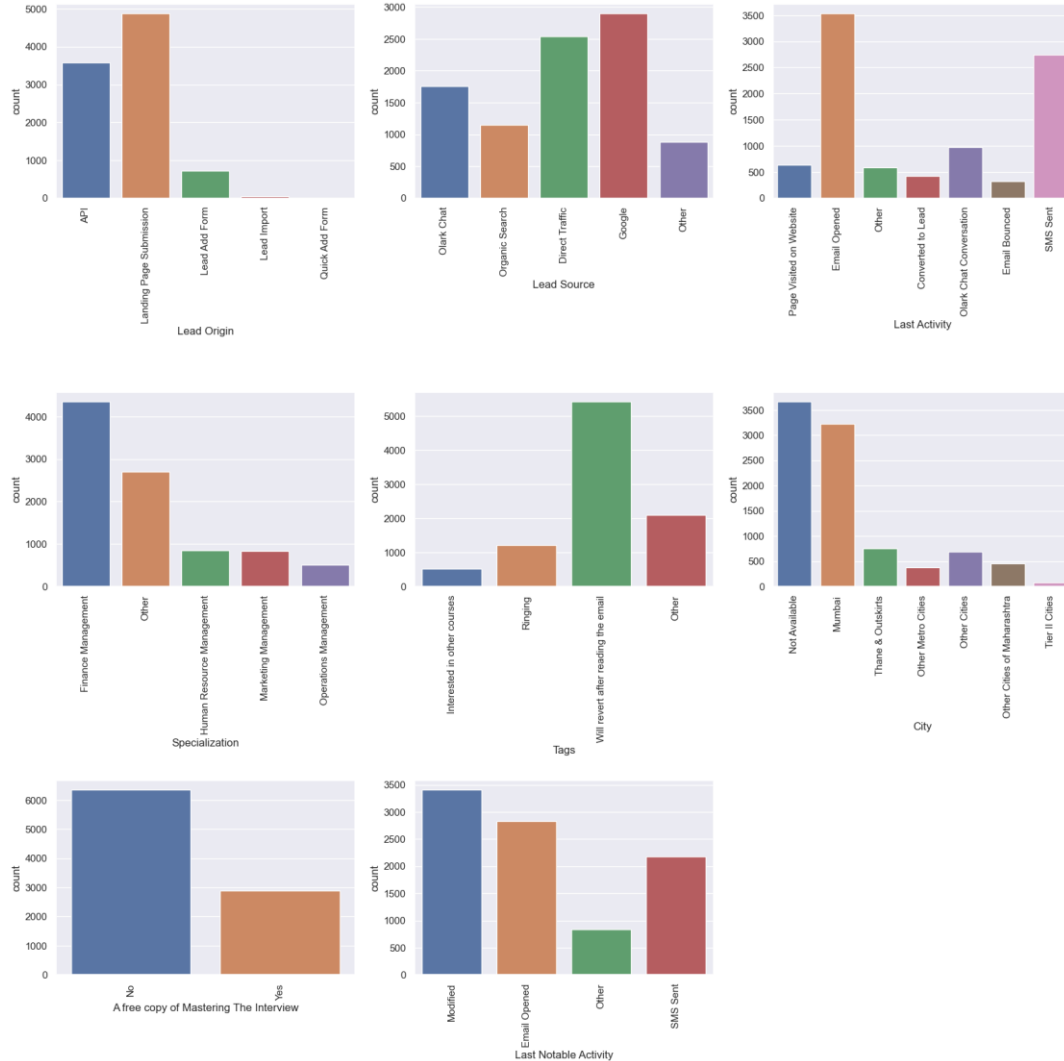 5000
4000
3000
2000
1000
0
count
API
Landing Page Submission
Lead Add Form
Lead Import
Quick Add Form
Lead Origin
3000
2500
2000
1500
1000
500
0
count
Olark Chat
Organic Search
Direct Traffic
Google
Other
Lead Source
3500
3000
2500
2000
1500
1000
500
0
count
Page Visited on Website
Email Opened
Other
Converted to Lead
Olark Chat Conversation
Email Bounced
SMS Sent
Last Activity
4000
3000
2000
1000
0
count
Finance Management
Other
Human Resource Management
Marketing Management
Operations Management
Specialization
5000
4000
3000
2000
1000
0
count
Interested in other courses
Ringing
Will revert after reading the email
Other
Tags
3500
3000
2500
2000
1500
1000
500
0
count
Not Available
Mumbai
Thane & Outskirts
Other Metro Cities
Other Cities
Other Cities of Maharashtra
Tier II Cities
City
6000
5000
4000
3000
2000
1000
0
count
No
Yes
A free copy of Mastering The Interview
3500
3000
2500
2000
1500
1000
500
0
count
Modified
Email Opened
Other
SMS Sent
Last Notable Activity